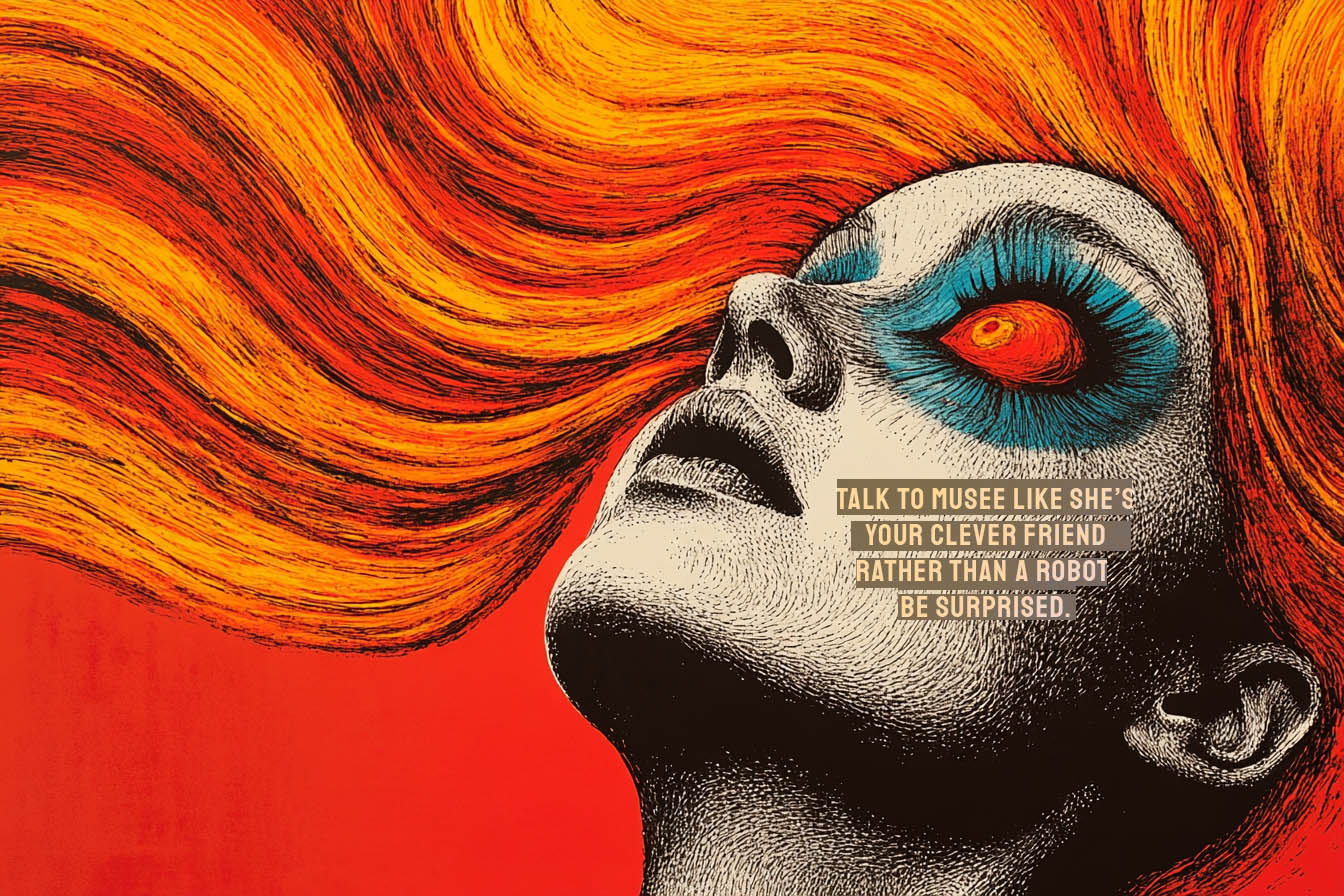 TALK TO MUSEE LIKE SHE'S
YOUR CLEVER FRIEND
RATHER THAN A ROBOT
BE SURPRISED.